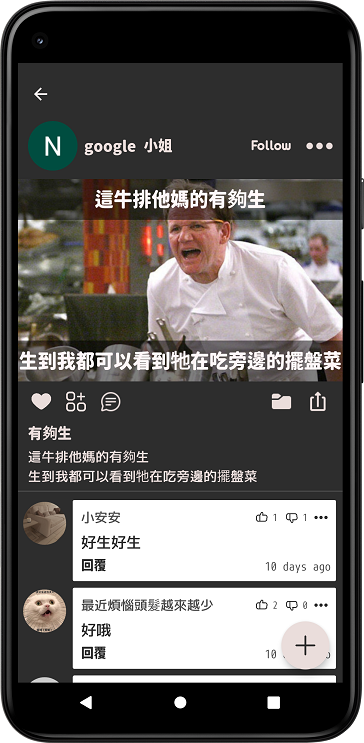 N
google 小姐
Follow
這牛排他媽的有夠生
生到我都可以看到牠在吃旁邊的擺盤菜
有夠生
這牛排他媽的有夠生
生到我都可以看到牠在吃旁邊的擺盤菜
小安安
1 1
好生好生
回覆
10 days ago
最近煩惱頭髮越來越少
2 0
好哦
回覆
10